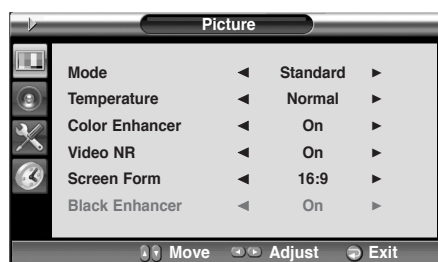 Picture
Mode ◄ Standard ►
Temperature ◄ Normal ►
Color Enhancer ◄ On ►
Video NR ◄ On ►
Screen Form ◄ 16:9 ►
Black Enhancer ◄ On ►
Move Adjust Exit